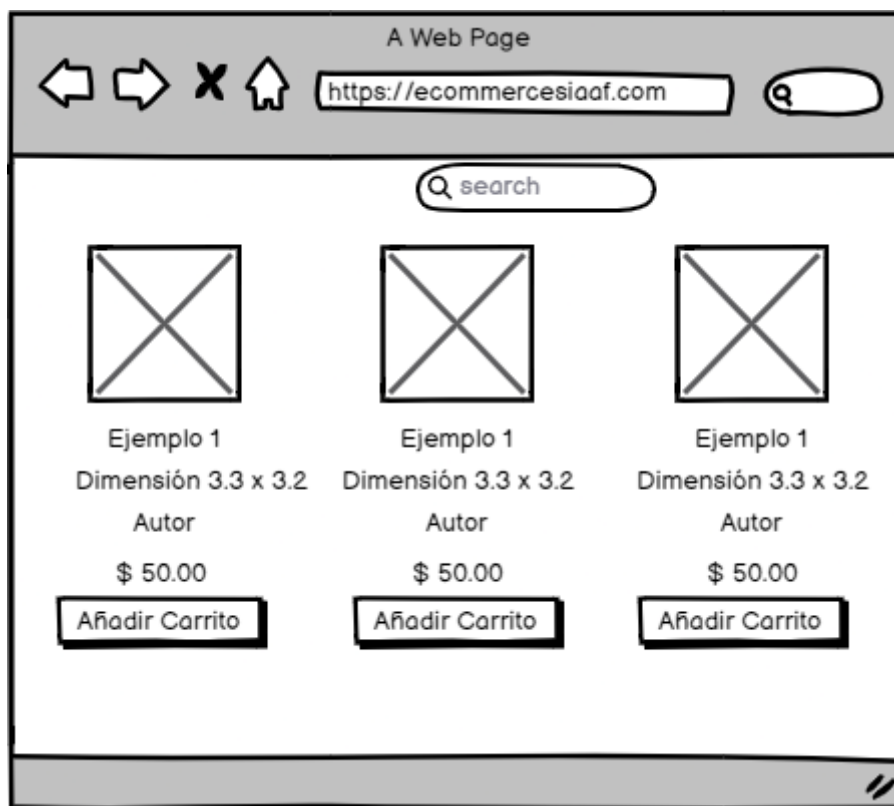 A Web Page
https://ecommercesiaaf.com
search
Ejemplo 1 Ejemplo 1 Ejemplo 1
Dimensión 3.3 x 3.2 Dimensión 3.3 x 3.2 Dimensión 3.3 x 3.2
Autor Autor Autor
$ 50.00 $ 50.00 $ 50.00
Añadir Carrito Añadir Carrito Añadir Carrito